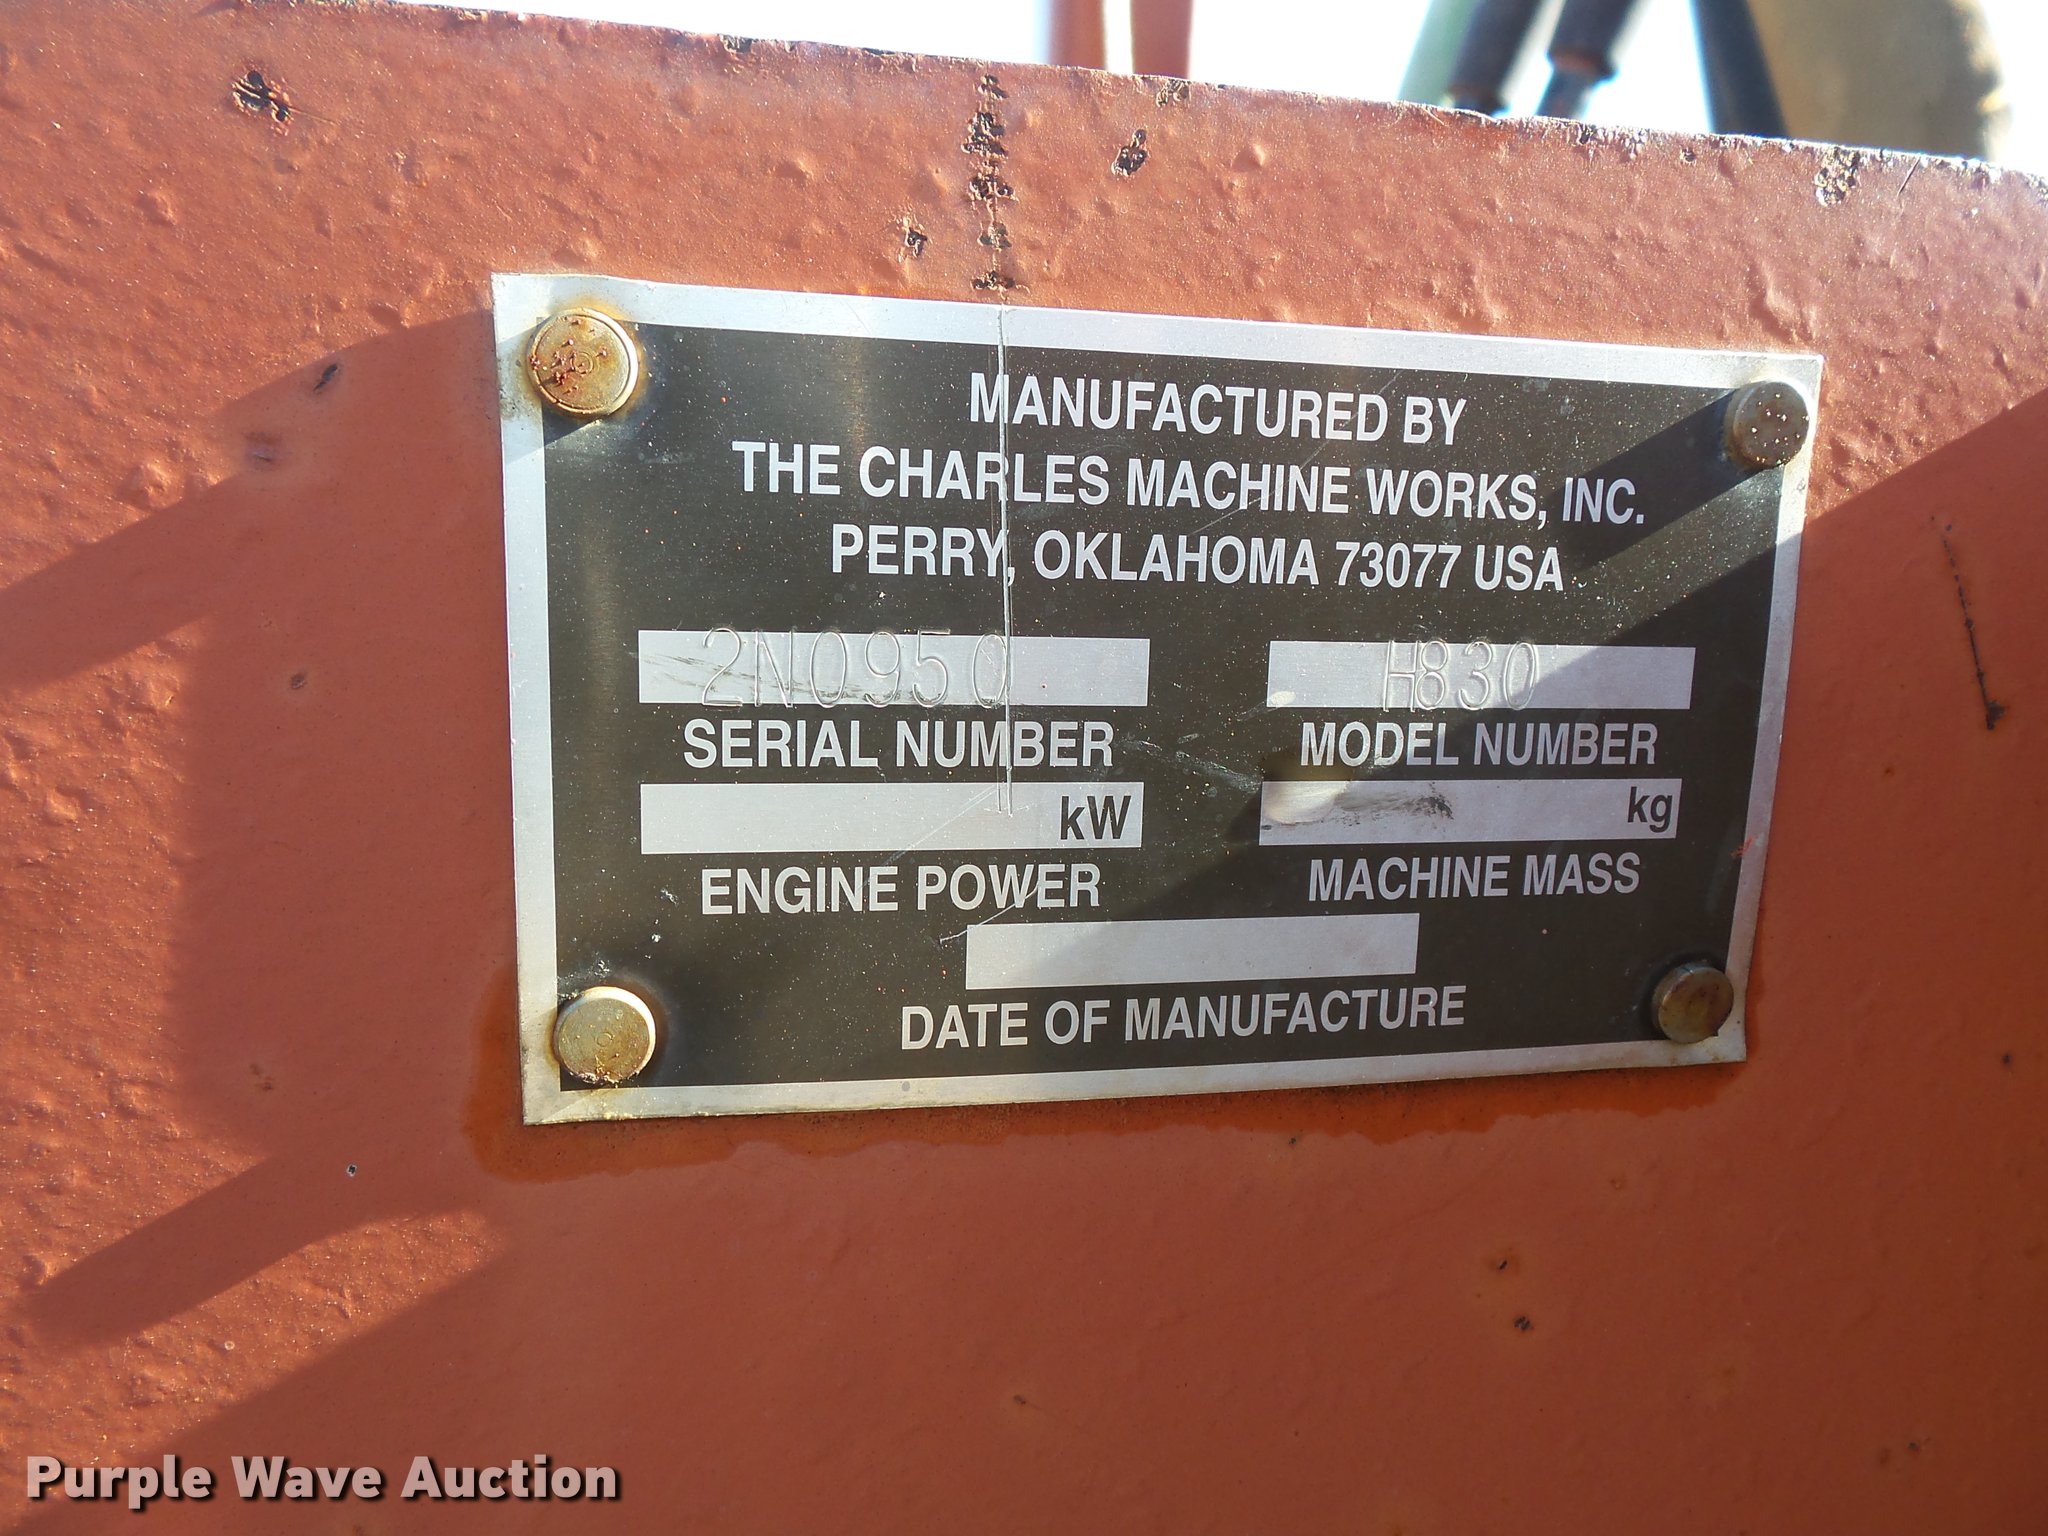 MANUFACTURED BY
THE CHARLES MACHINE WORKS, INC.
PERRY, OKLAHOMA 73077 USA
2N0950 H830
SERIAL NUMBER MODEL NUMBER
kW kg
ENGINE POWER MACHINE MASS
DATE OF MANUFACTURE
Purple Wave Auction